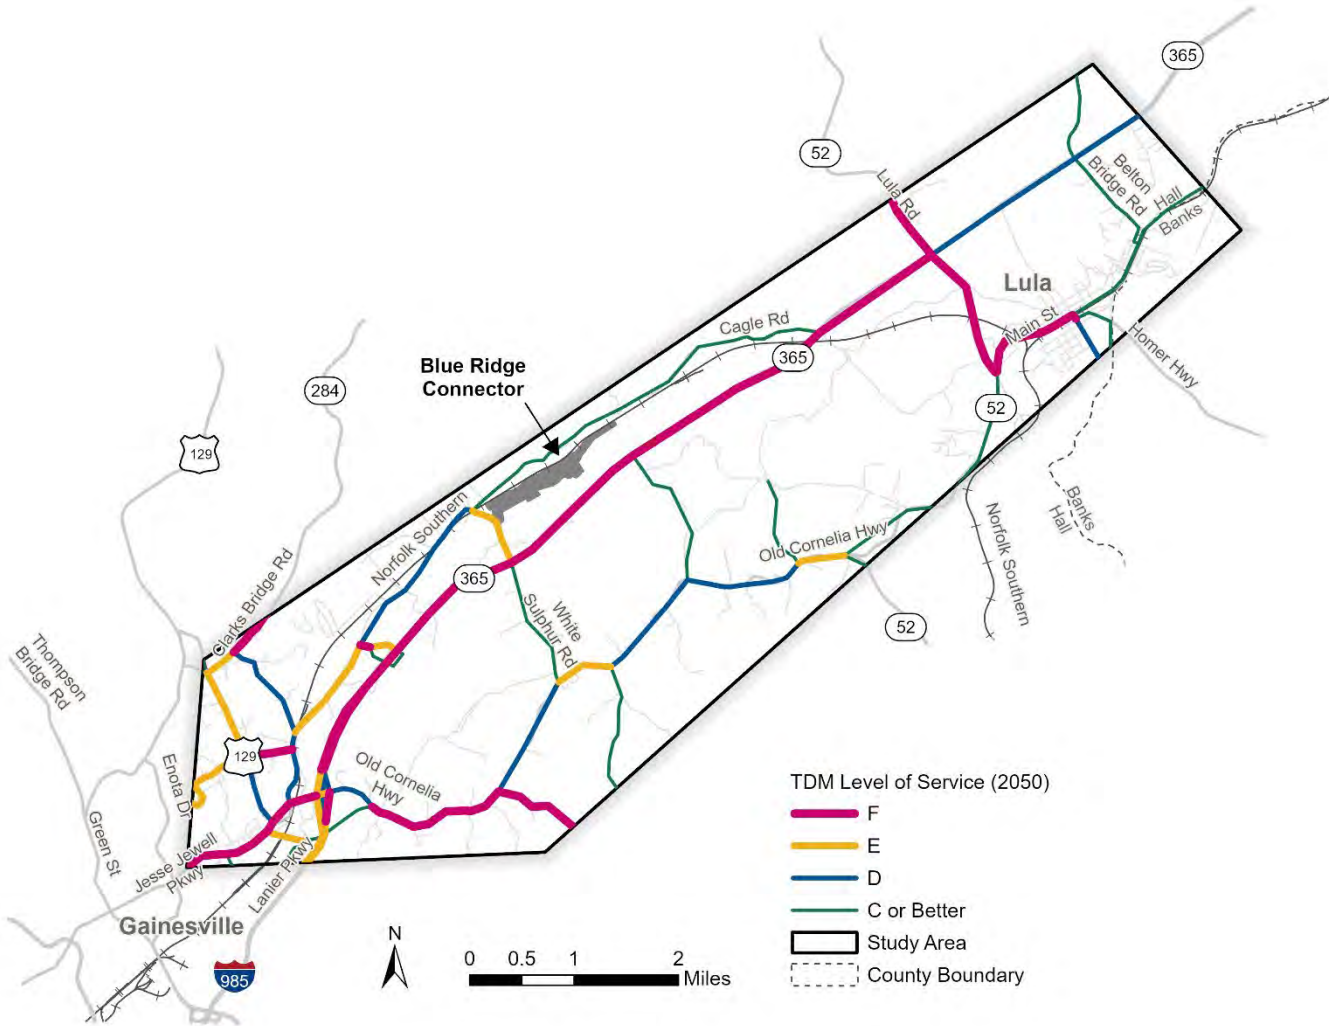 365
52
Lula Rd
Belton
Bridge Rd
Hall
Banks
Lula
Main St
Cagle Rd
365
Homer Hwy
Blue Ridge
Connector
284
52
129
Norfolk Southern
Banks
Hall
Old Cornelia Hwy
Norfolk Southern
365
White
Sulphur Rd
52
Clarks Bridge Rd
Thompson
Bridge Rd
129
Enota Dr
Old Cornelia
Hwy
Green St
Jesse Jewell
Pkwy
Lanier Pkwy
Gainesville
985
N
0 0.5 1 2
Miles
TDM Level of Service (2050)
F
E
D
C or Better
Study Area
County Boundary